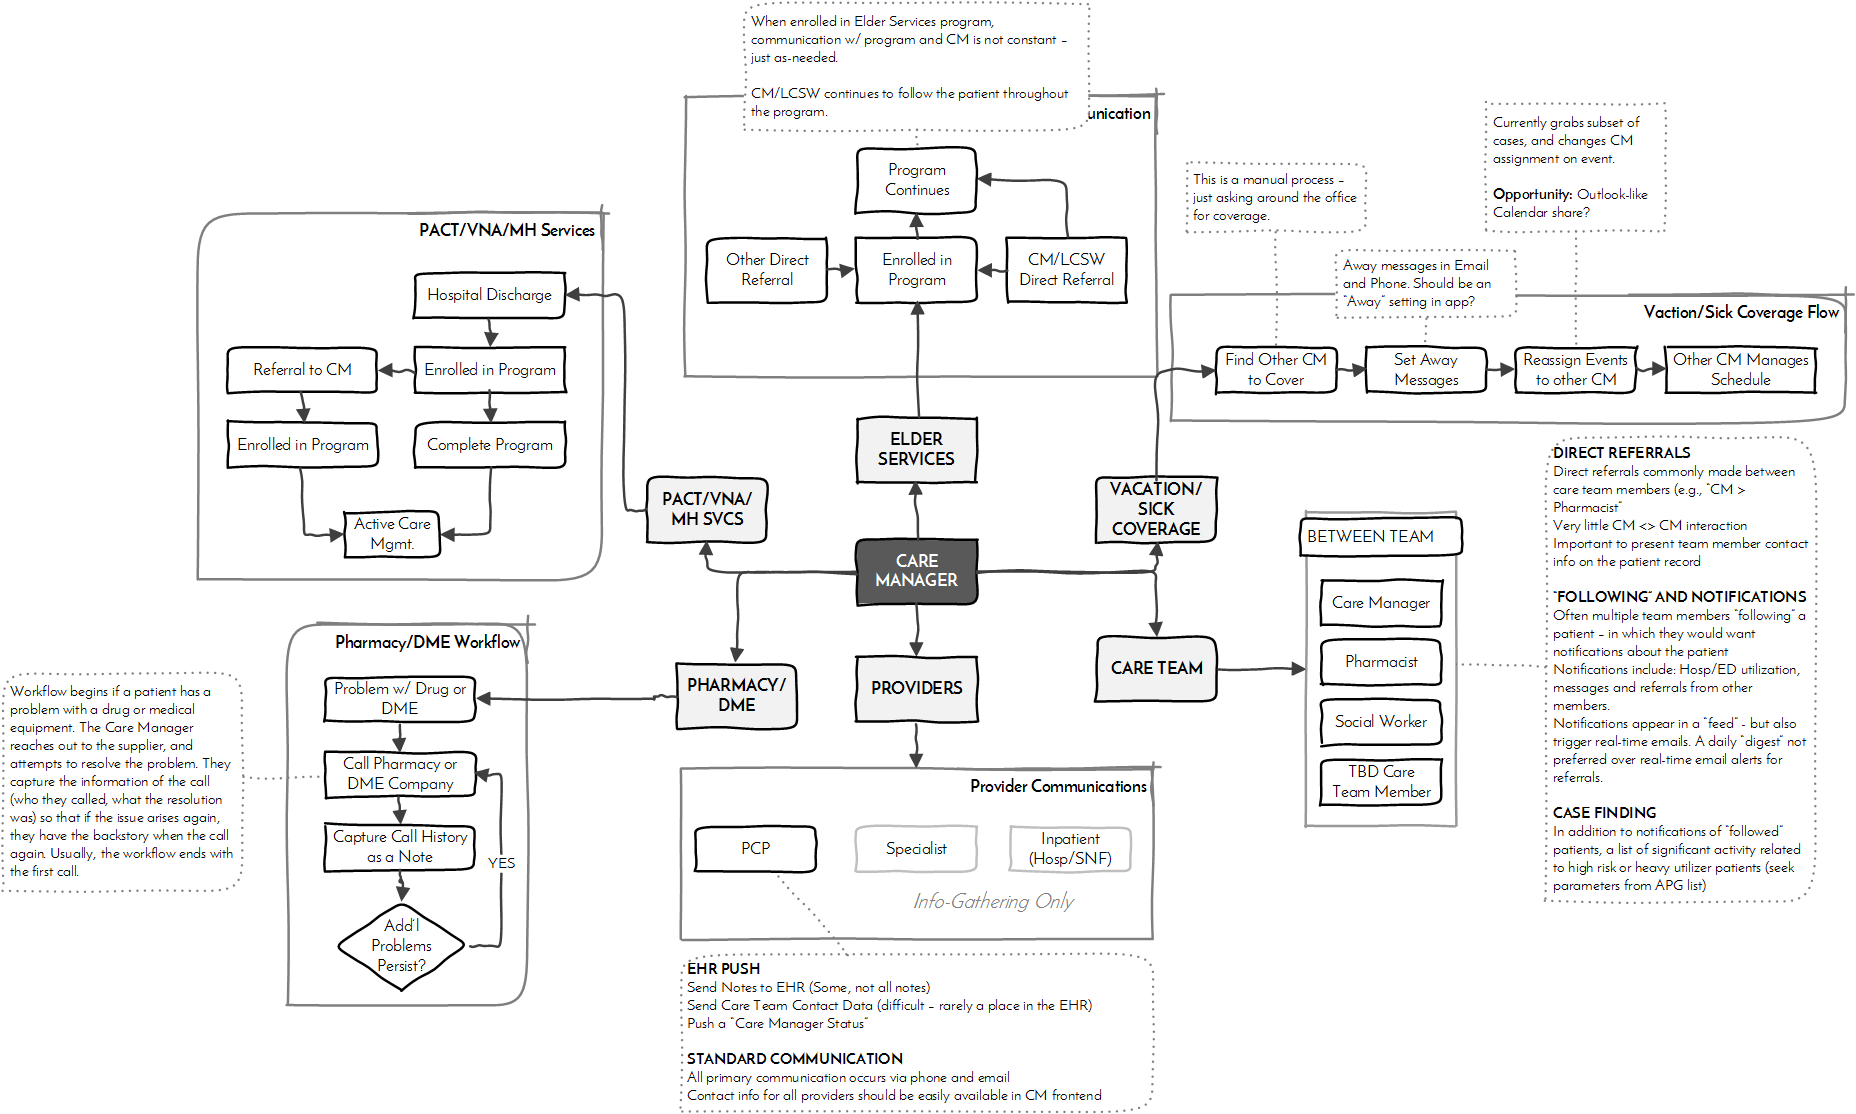 When enrolled in Elder Services program,
communication w/ program and CM is not constant –
just as-needed.
CM/LCSW continues to follow the patient throughout
the program.
unication
Program
Continues
Other Direct
Referral
Enrolled in
Program
CM/LCSW
Direct Referral
Currently grabs subset of
cases, and changes CM
assignment on event.
Opportunity: Outlook-like
Calendar share?
This is a manual process –
just asking around the office
for coverage.
Away messages in Email
and Phone. Should be an
"Away" setting in app?
Vaction/Sick Coverage Flow
Find Other CM
to Cover
Set Away
Messages
Reassign Events
to other CM
Other CM Manages
Schedule
PACT/VNA/MH Services
Hospital Discharge
Referral to CM
Enrolled in Program
Enrolled in Program
Complete Program
Active Care
Mgmt.
ELDER
SERVICES
PACT/VNA/
MH SVCS
VACATION/
SICK
COVERAGE
CARE
MANAGER
PHARMACY/
DME
PROVIDERS
CARE TEAM
BETWEEN TEAM
Care Manager
Pharmacist
Social Worker
TBD Care
Team Member
DIRECT REFERRALS
Direct referrals commonly made between
care team members (e.g., "CM >
Pharmacist"
Very little CM <> CM interaction
Important to present team member contact
info on the patient record
"FOLLOWING" AND NOTIFICATIONS
Often multiple team members "following" a
patient – in which they would want
notifications about the patient
Notifications include: Hosp/ED utilization,
messages and referrals from other
members.
Notifications appear in a "feed" - but also
trigger real-time emails. A daily "digest" not
preferred over real-time email alerts for
referrals.
CASE FINDING
In addition to notifications of "followed"
patients, a list of significant activity related
to high risk or heavy utilizer patients (seek
parameters from APG list)
Pharmacy/DME Workflow
Problem w/ Drug or
DME
Call Pharmacy or
DME Company
Capture Call History
as a Note
YES
Add'l
Problems
Persist?
Workflow begins if a patient has a
problem with a drug or medical
equipment. The Care Manager
reaches out to the supplier, and
attempts to resolve the problem. They
capture the information of the call
(who they called, what the resolution
was) so that if the issue arises again,
they have the backstory when the call
again. Usually, the workflow ends with
the first call.
Provider Communications
PCP
Specialist
Inpatient
(Hosp/SNF)
Info-Gathering Only
EHR PUSH
Send Notes to EHR (Some, not all notes)
Send Care Team Contact Data (difficult – rarely a place in the EHR)
Push a "Care Manager Status"
STANDARD COMMUNICATION
All primary communication occurs via phone and email
Contact info for all providers should be easily available in CM frontend